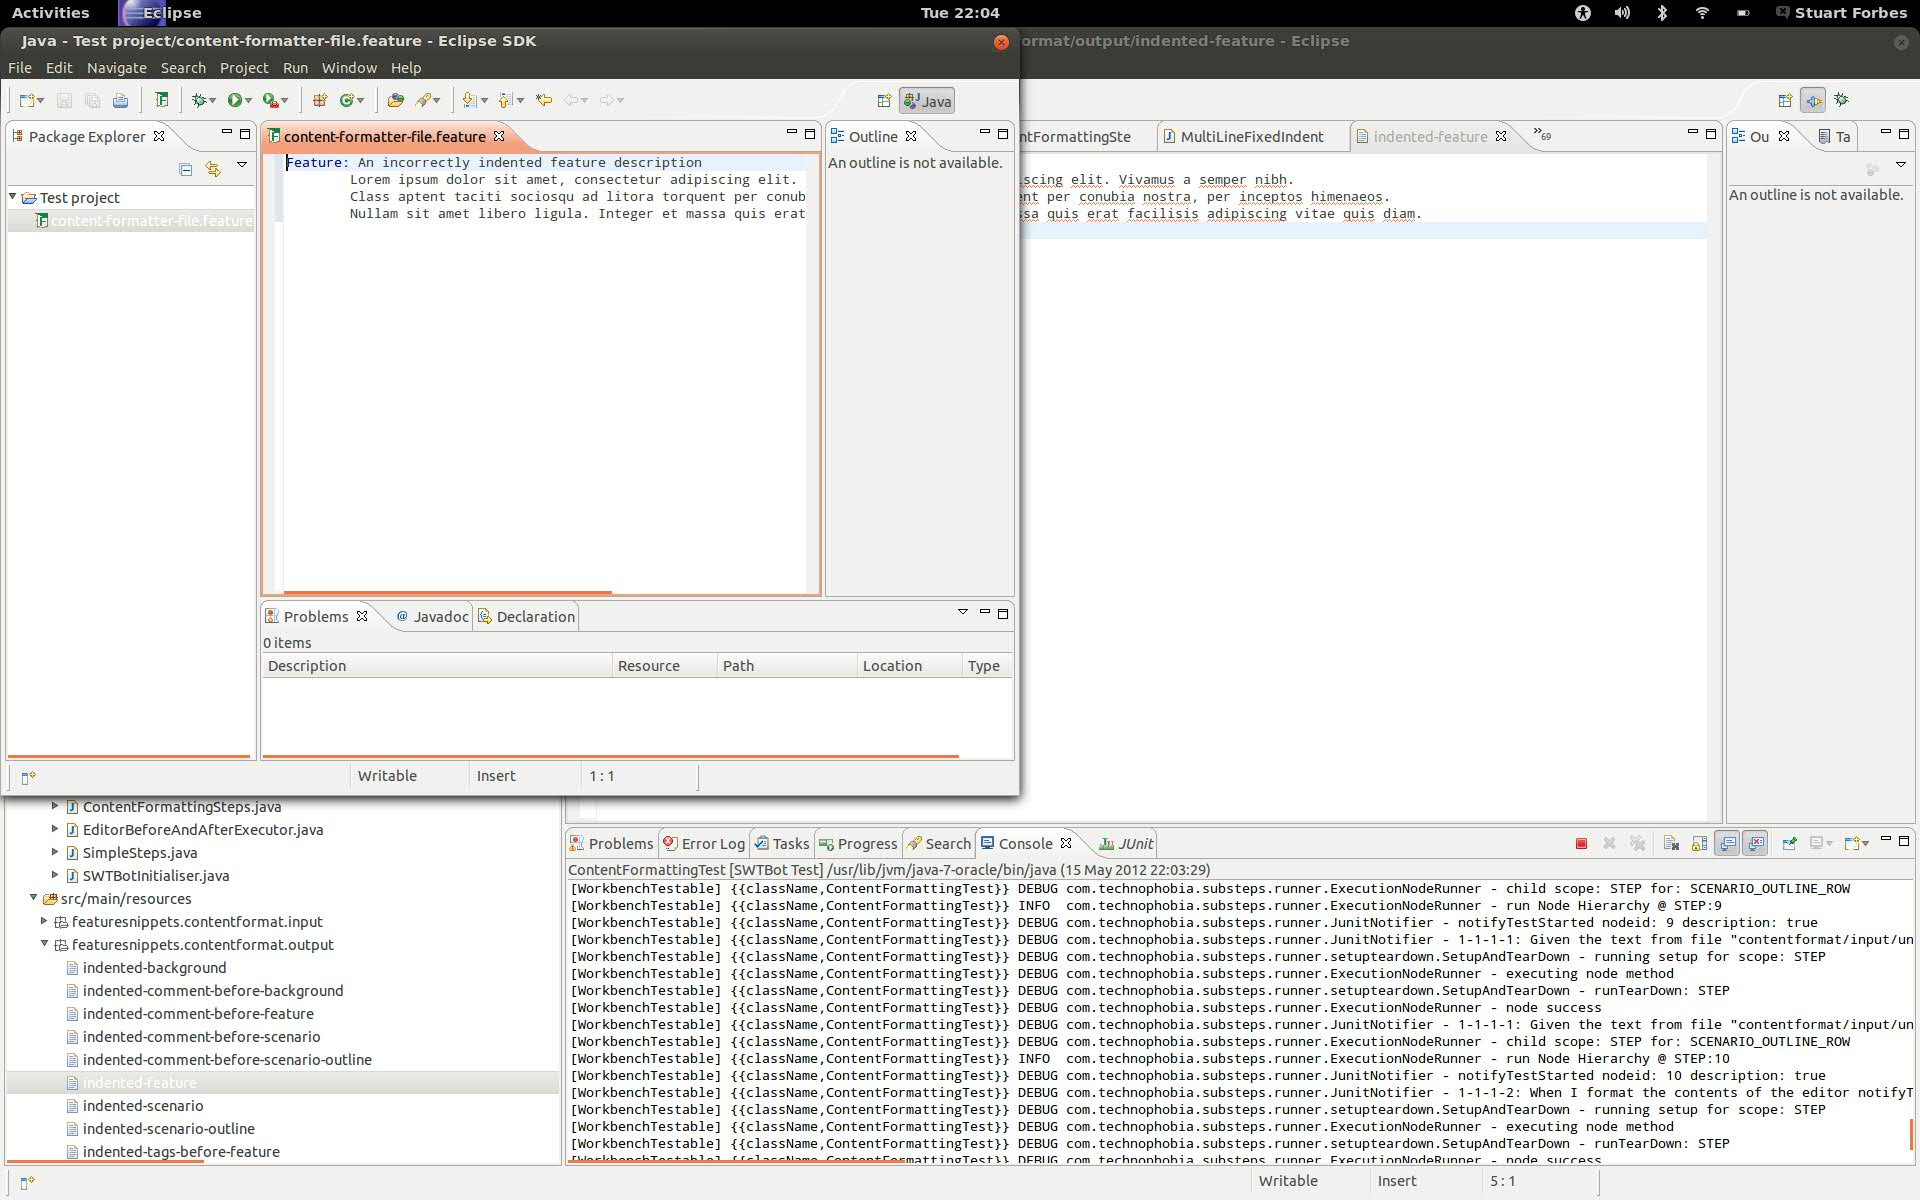 Activities
Eclipse
Tue 22:04
Stuart Forbes
Java - Test project/content-formatter-file.feature - Eclipse SDK
ormat/output/indented-feature - Eclipse
File Edit Navigate Search Project Run Window Help
Java
Package Explorer
content-formatter-file.feature
Outline
ntFormattingSte
MultiLineFixedIndent
indented-feature
»69
Ou
Ta
Test project
content-formatter-file.feature
Feature: An incorrectly indented feature description
Lorem ipsum dolor sit amet, consectetur adipiscing elit.
Class aptent taciti sociosqu ad litora torquent per conub
Nullam sit amet libero ligula. Integer et massa quis erat
An outline is not available.
scing elit. Vivamus a semper nibh.
nt per conubia nostra, per inceptos himenaeos.
sa quis erat facilisis adipiscing vitae quis diam.
An outline is not available.
Problems
@ Javadoc
Declaration
0 items
Description Resource Path Location Type
Writable Insert 1 : 1
ContentFormattingSteps.java
EditorBeforeAndAfterExecutor.java
SimpleSteps.java
SWTBotInitialiser.java
src/main/resources
featuresnippets.contentformat.input
featuresnippets.contentformat.output
indented-background
indented-comment-before-background
indented-comment-before-feature
indented-comment-before-scenario
indented-comment-before-scenario-outline
indented-feature
indented-scenario
indented-scenario-outline
indented-tags-before-feature
Problems Error Log Tasks Progress Search Console JUnit
ContentFormattingTest [SWTBot Test] /usr/lib/jvm/java-7-oracle/bin/java (15 May 2012 22:03:29)
[WorkbenchTestable] {{className,ContentFormattingTest}} DEBUG com.technophobia.substeps.runner.ExecutionNodeRunner - child scope: STEP for: SCENARIO_OUTLINE_ROW
[WorkbenchTestable] {{className,ContentFormattingTest}} INFO  com.technophobia.substeps.runner.ExecutionNodeRunner - run Node Hierarchy @ STEP:9
[WorkbenchTestable] {{className,ContentFormattingTest}} DEBUG com.technophobia.substeps.runner.JunitNotifier - notifyTestStarted nodeid: 9 description: true
[WorkbenchTestable] {{className,ContentFormattingTest}} DEBUG com.technophobia.substeps.runner.JunitNotifier - 1-1-1-1: Given the text from file "contentformat/input/un
[WorkbenchTestable] {{className,ContentFormattingTest}} DEBUG com.technophobia.substeps.runner.setupteardown.SetupAndTearDown - running setup for scope: STEP
[WorkbenchTestable] {{className,ContentFormattingTest}} DEBUG com.technophobia.substeps.runner.ExecutionNodeRunner - executing node method
[WorkbenchTestable] {{className,ContentFormattingTest}} DEBUG com.technophobia.substeps.runner.setupteardown.SetupAndTearDown - runTearDown: STEP
[WorkbenchTestable] {{className,ContentFormattingTest}} DEBUG com.technophobia.substeps.runner.ExecutionNodeRunner - node success
[WorkbenchTestable] {{className,ContentFormattingTest}} DEBUG com.technophobia.substeps.runner.JunitNotifier - 1-1-1-1: Given the text from file "contentformat/input/un
[WorkbenchTestable] {{className,ContentFormattingTest}} DEBUG com.technophobia.substeps.runner.ExecutionNodeRunner - child scope: STEP for: SCENARIO_OUTLINE_ROW
[WorkbenchTestable] {{className,ContentFormattingTest}} INFO  com.technophobia.substeps.runner.ExecutionNodeRunner - run Node Hierarchy @ STEP:10
[WorkbenchTestable] {{className,ContentFormattingTest}} DEBUG com.technophobia.substeps.runner.JunitNotifier - notifyTestStarted nodeid: 10 description: true
[WorkbenchTestable] {{className,ContentFormattingTest}} DEBUG com.technophobia.substeps.runner.JunitNotifier - 1-1-1-2: When I format the contents of the editor notifyT
[WorkbenchTestable] {{className,ContentFormattingTest}} DEBUG com.technophobia.substeps.runner.setupteardown.SetupAndTearDown - running setup for scope: STEP
[WorkbenchTestable] {{className,ContentFormattingTest}} DEBUG com.technophobia.substeps.runner.ExecutionNodeRunner - executing node method
[WorkbenchTestable] {{className,ContentFormattingTest}} DEBUG com.technophobia.substeps.runner.setupteardown.SetupAndTearDown - runTearDown: STEP
[WorkbenchTestable] {{className,ContentFormattingTest}} DEBUG com.technophobia.substeps.runner.ExecutionNodeRunner - node success
Writable Insert 5 : 1